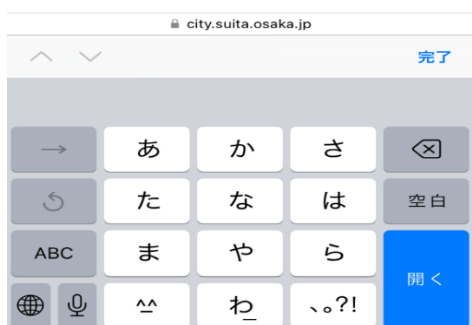 city.suita.osaka.jp
完了
→ あ か さ
た な は 空白
ABC ま や ら 開く
^^ わ_ 、。?!